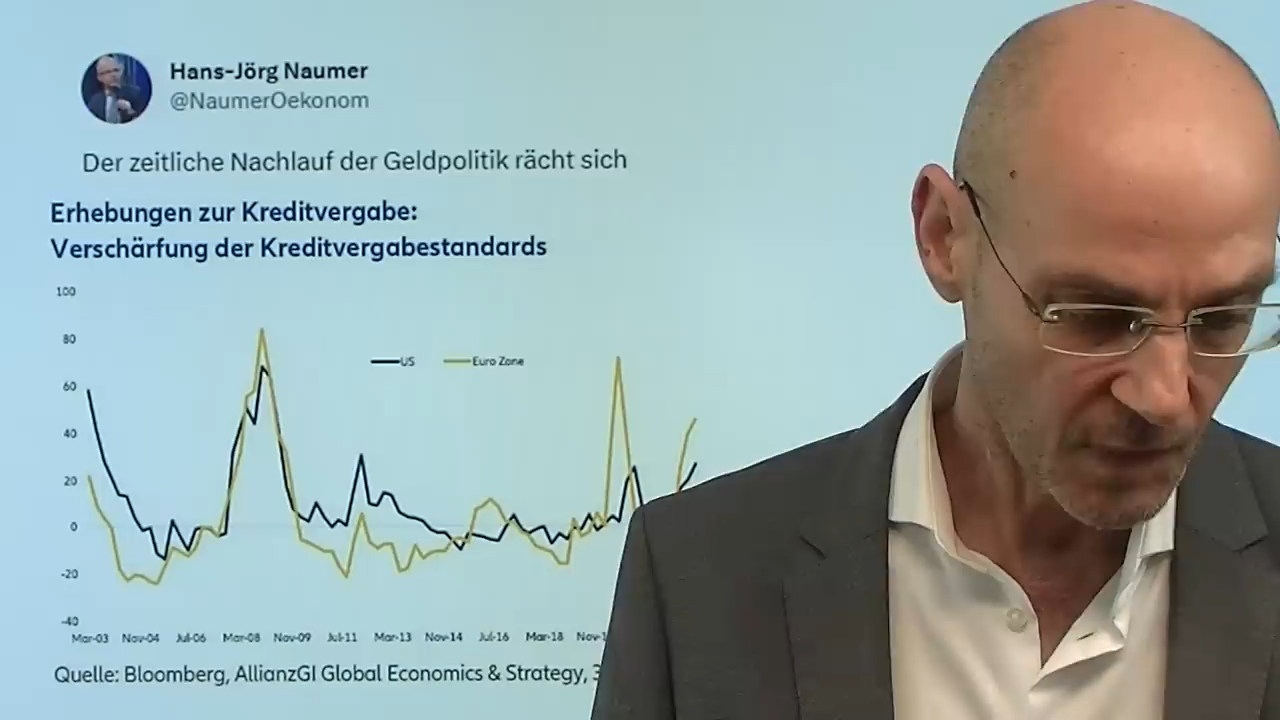 Hans-Jörg Naumer
@NaumerOekonom
Der zeitliche Nachlauf der Geldpolitik rächt sich
Erhebungen zur Kreditvergabe:
Verschärfung der Kreditvergabestandards
100
80
60
40
20
0
-20
-40
US
Euro Zone
Mar-03 Nov-04 Jul-06 Mar-08 Nov-09 Jul-11 Mar-13 Nov-14 Jul-16 Mar-18
Quelle: Bloomberg, AllianzGI Global Economics & Strategy,